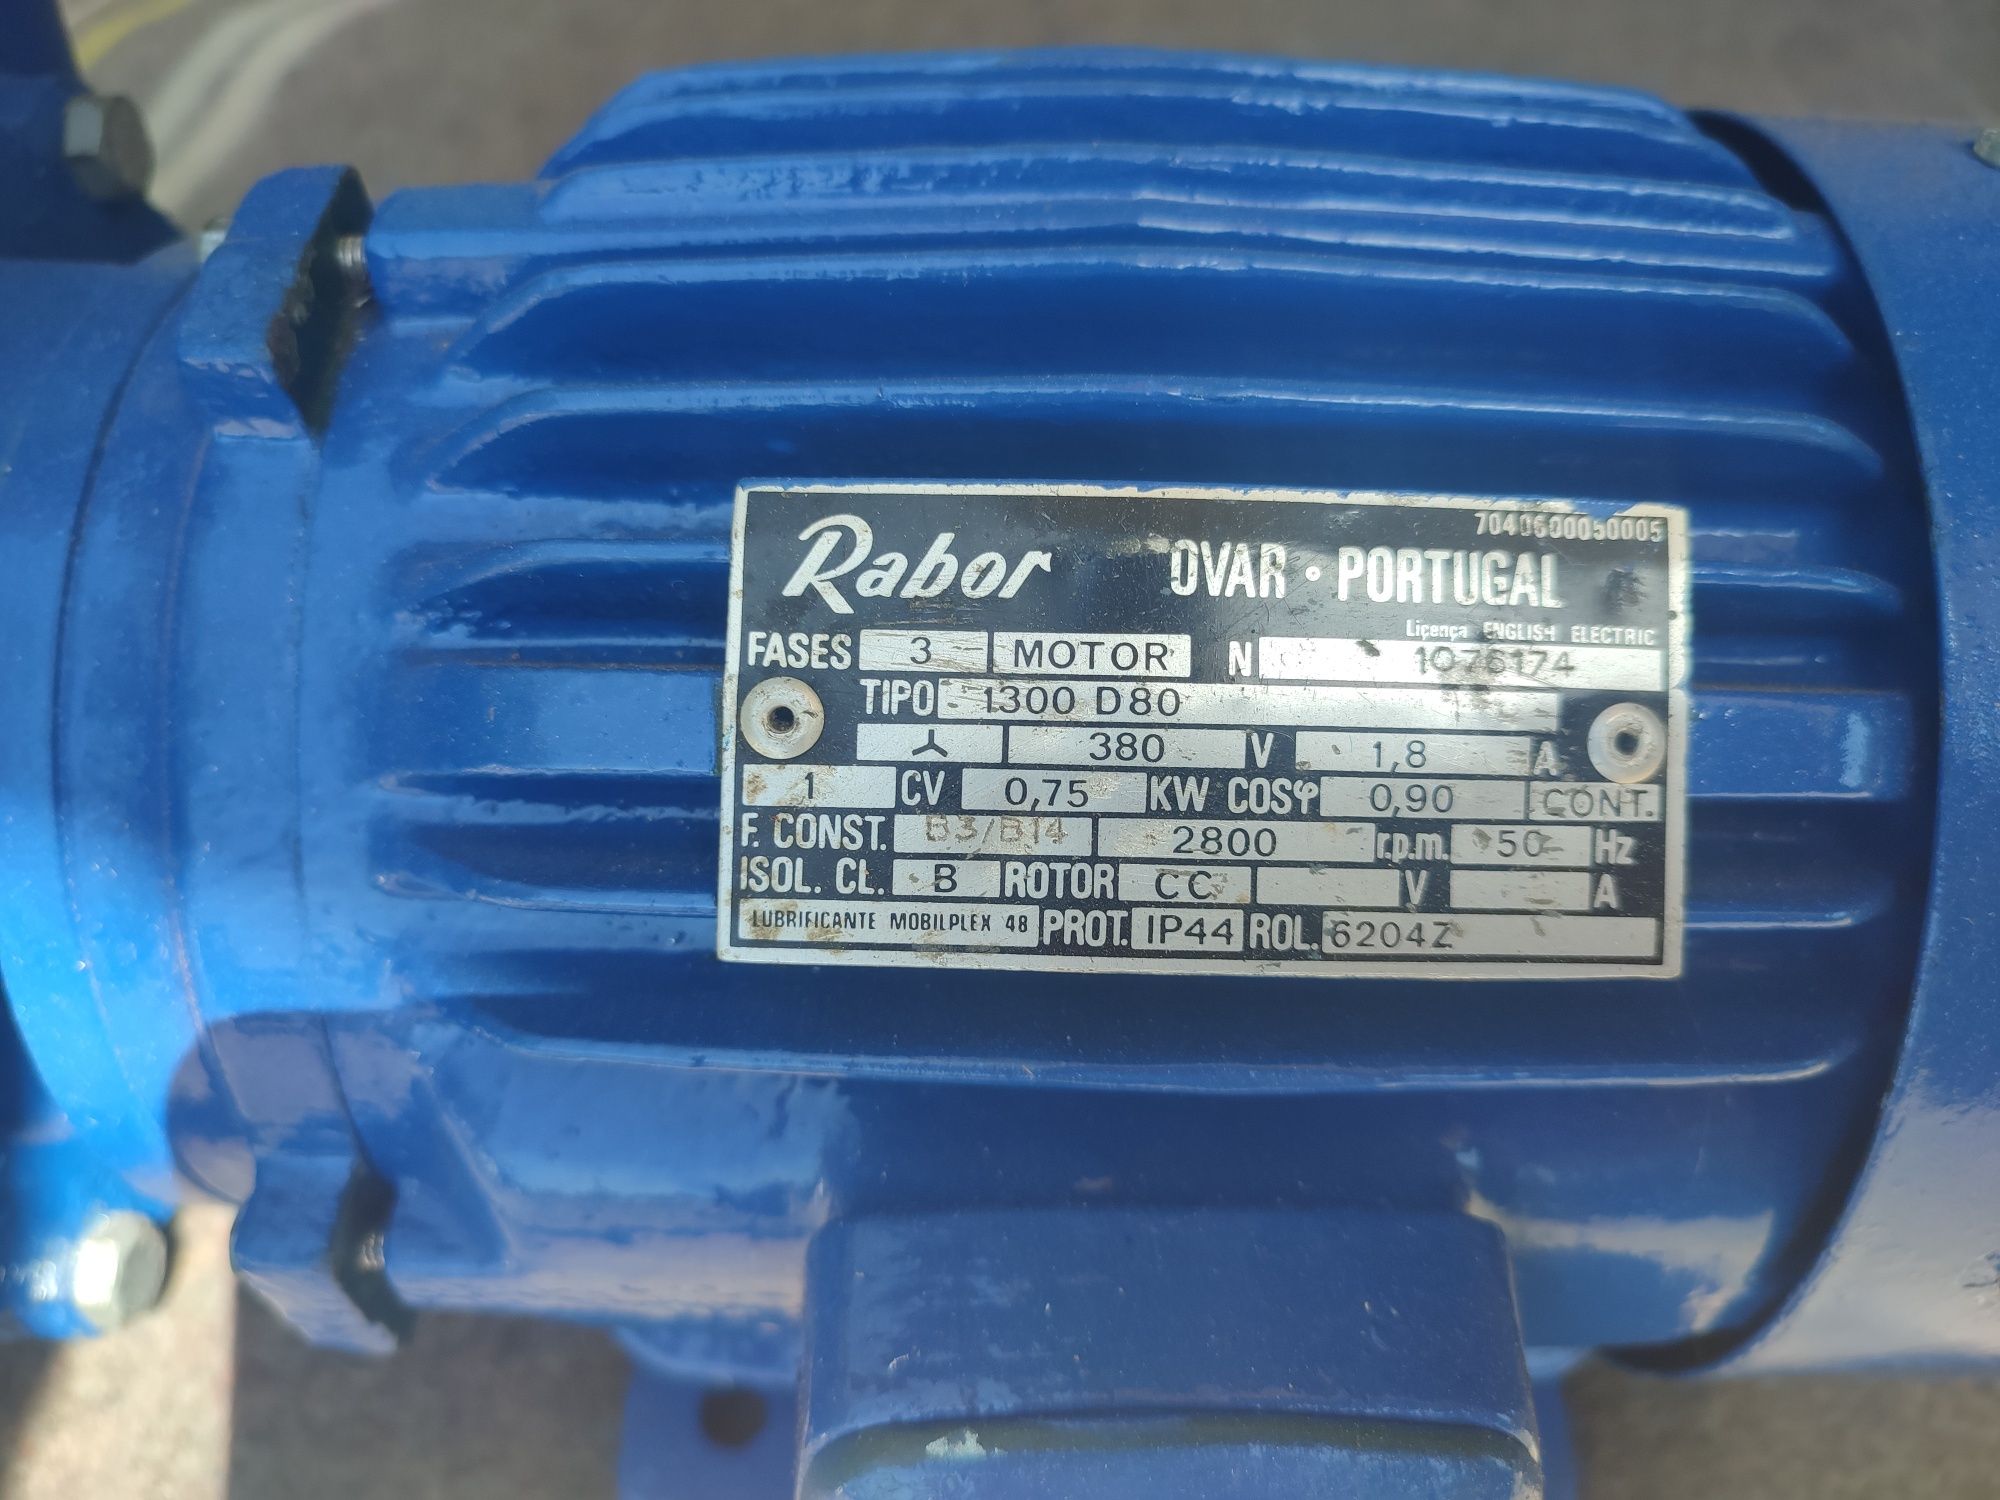 7040600050005
Rabor OVAR • PORTUGAL
Licença ENGLISH ELECTRIC
FASES 3 MOTOR N 1076174
TIPO 1300 D80
380 V 1,8 A
1 CV 0,75 KW COSφ 0,90 CONT.
F. CONST. B3/B14 2800 r.p.m. 50 Hz
ISOL. CL. B ROTOR CC V A
LUBRIFICANTE MOBILPLEX 48 PROT. IP44 ROL. 6204Z